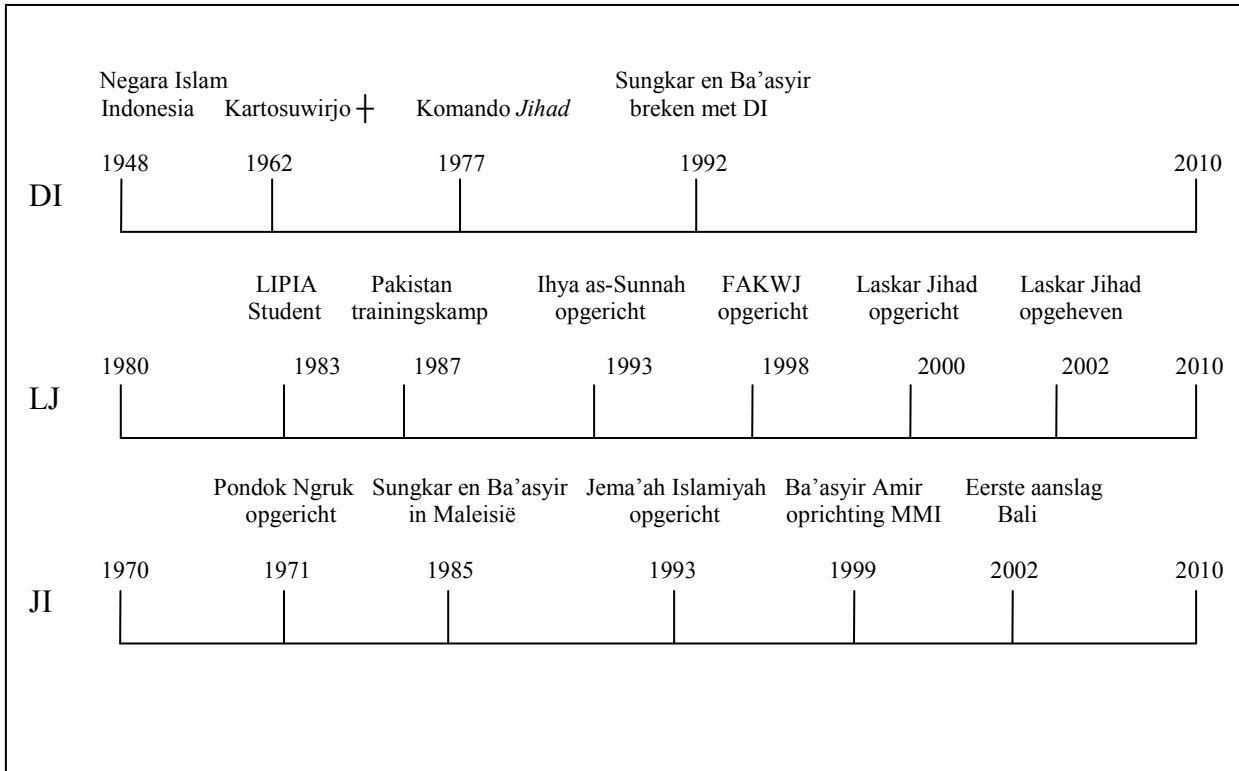 Negara Islam
Indonesia
Kartosuwirjo ┼
Komando Jihad
Sungkar en Ba’asyir
breken met DI
1948 1962 1977 1992 2010
DI
LIPIA
Student
Pakistan
trainingskamp
Ihya as-Sunnah
opgericht
FAKWJ
opgericht
Laskar Jihad
opgericht
Laskar Jihad
opgeheven
1980 1983 1987 1993 1998 2000 2002 2010
LJ
Pondok Ngruk
opgericht
Sungkar en Ba’asyir
in Maleisië
Jema’ah Islamiyah
opgericht
Ba’asyir Amir
oprichting MMI
Eerste aanslag
Bali
1970 1971 1985 1993 1999 2002 2010
JI